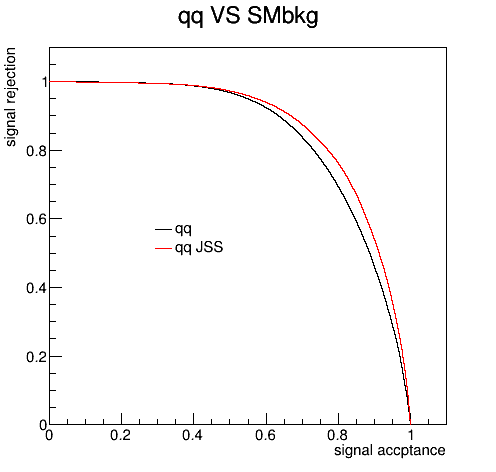 qq VS SMbkg
signal rejection
1
0.8
0.6
0.4
0.2
0
qq
qq JSS
0 0.2 0.4 0.6 0.8 1
signal accptance